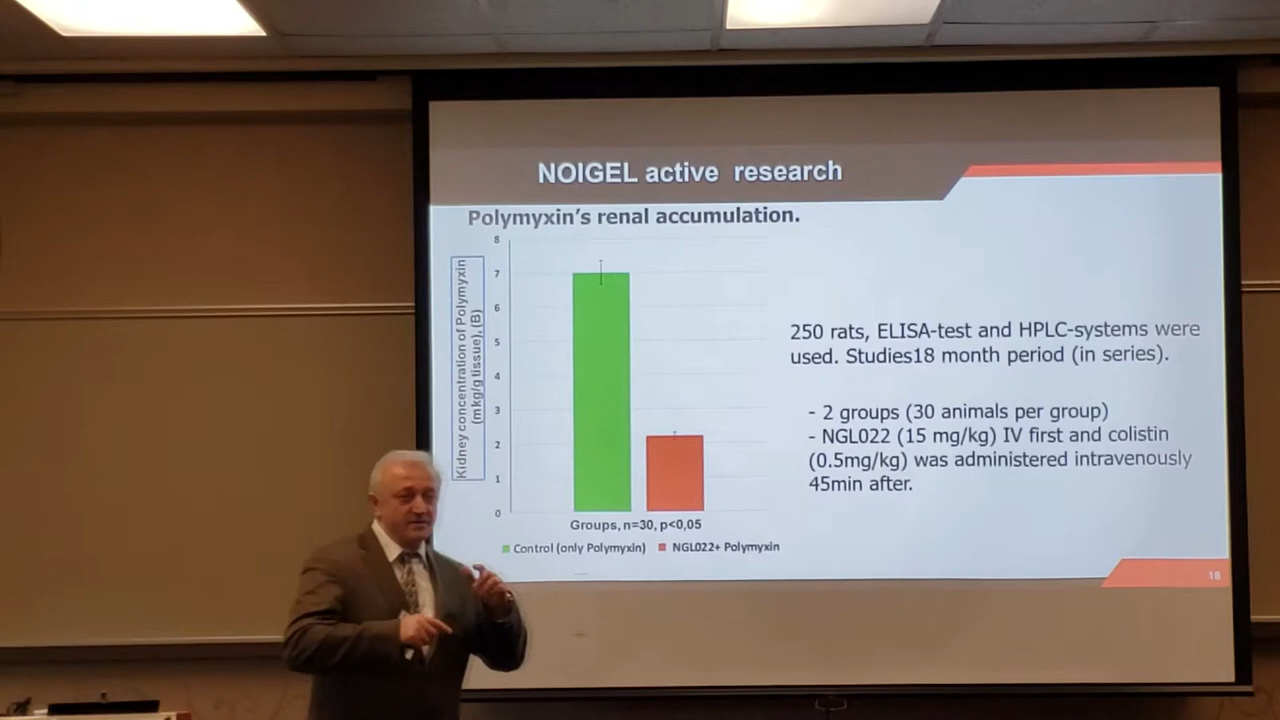 NOIGEL active research
Polymyxin's renal accumulation.
Kidney concentration of Polymyxin
(mkg/g tissue), (B)
8
7
6
5
4
3
2
1
0
Groups, n=30, p<0,05
Control (only Polymyxin)
NGL022+ Polymyxin
250 rats, ELISA-test and HPLC-systems were
used. Studies18 month period (in series).
- 2 groups (30 animals per group)
- NGL022 (15 mg/kg) IV first and colistin
(0.5mg/kg) was administered intravenously
45min after.
18